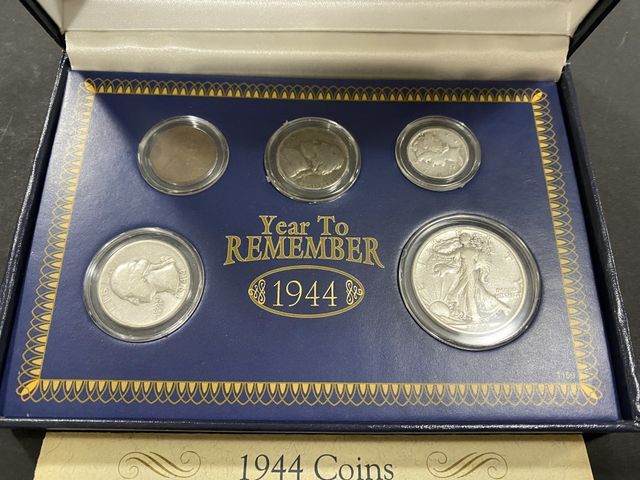 Year To
REMEMBER
1944
1944 Coins